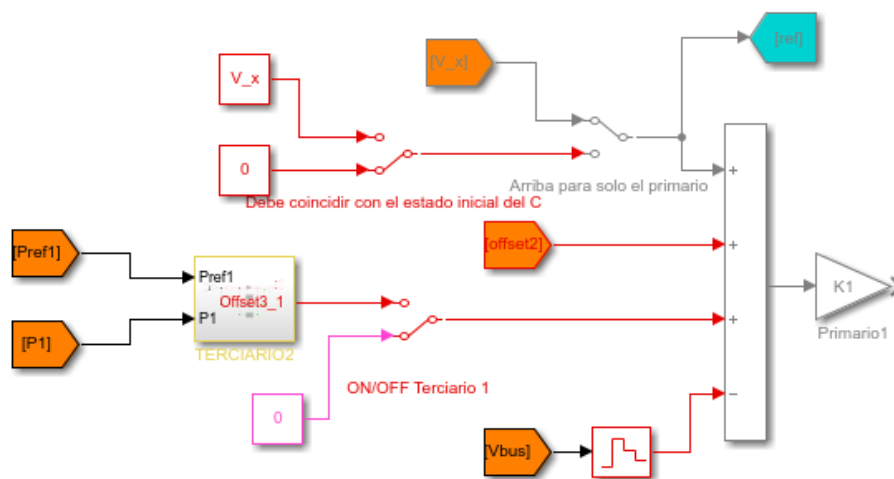 [V_x]
[ref]
V_x
0
Arriba para solo el primario
Debe coincidir con el estado inicial del C
[Pref1]
[offset2]
Pref1
Offset3_1
P1
[P1]
K1
Primario1
TERCIARIO2
ON/OFF Terciario 1
0
[Vbus]
+
+
+
−